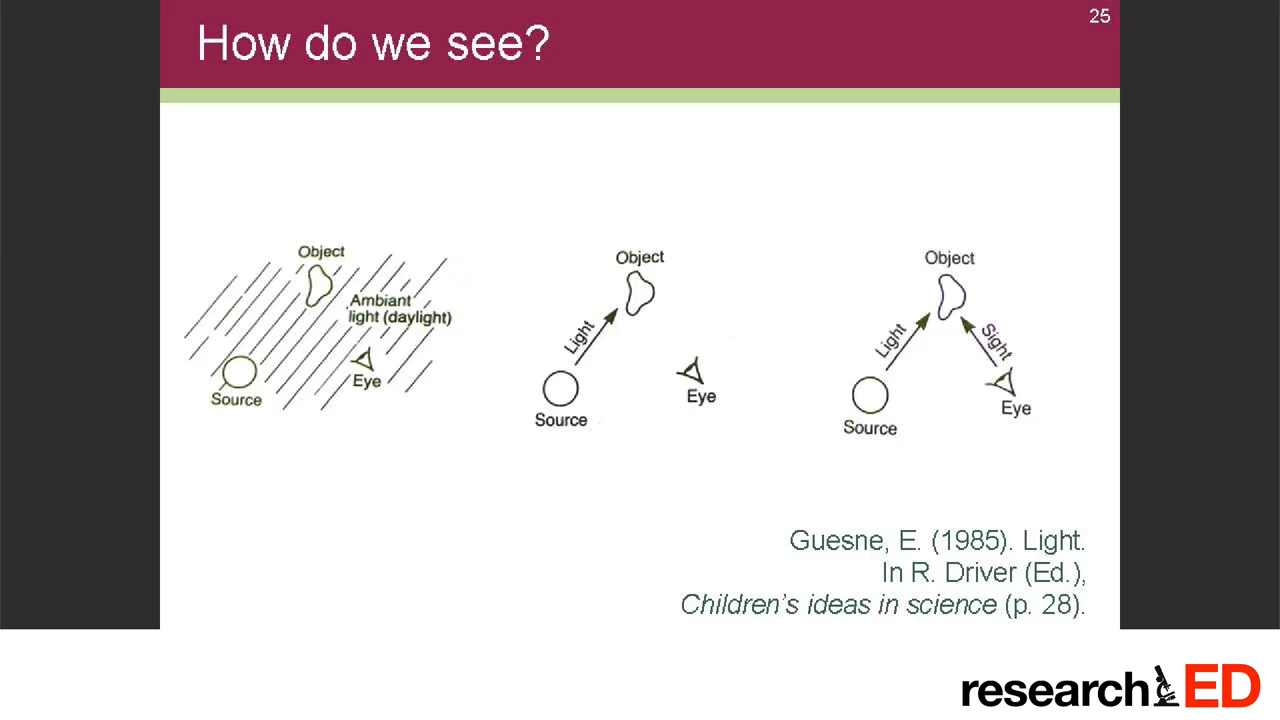 How do we see?
25
Object
Ambiant
light (daylight)
Source
Eye
Object
Light
Source
Eye
Object
Light
Sight
Source
Eye
Guesne, E. (1985). Light.
In R. Driver (Ed.),
Children's ideas in science (p. 28).
researchED